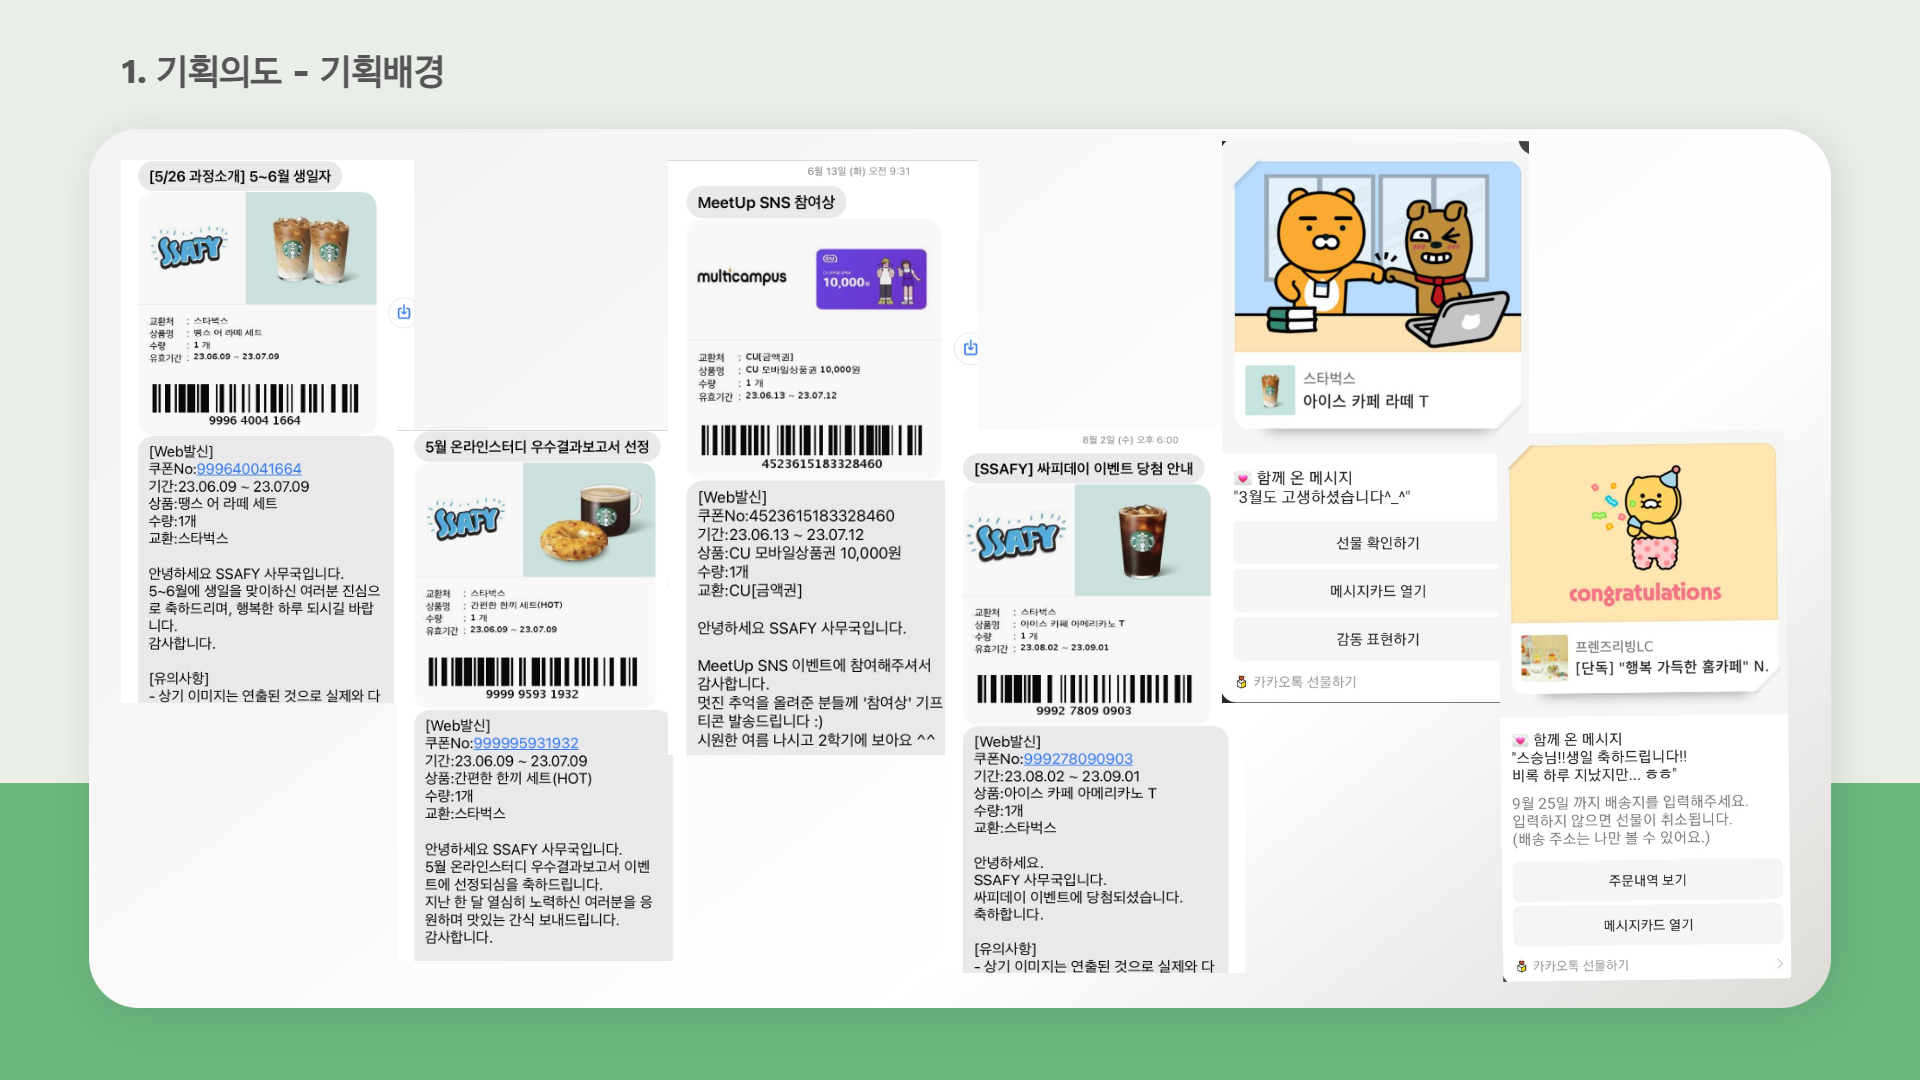 1. 기획의도 - 기획배경
[5/26 과정소개] 5~6월 생일자
SSAFY
교환처 : 스타벅스
상품명 : 땡스 어 라떼 세트
수량 : 1 개
유효기간 : 23.06.09 ~ 23.07.09
9996 4004 1664
[Web발신]
쿠폰No:999640041664
기간:23.06.09 ~ 23.07.09
상품:땡스 어 라떼 세트
수량:1개
교환:스타벅스
안녕하세요 SSAFY 사무국입니다.
5~6월에 생일을 맞이하신 여러분 진심으
로 축하드리며, 행복한 하루 되시길 바랍
니다.
감사합니다.
[유의사항]
- 상기 이미지는 연출된 것으로 실제와 다
5월 온라인스터디 우수결과보고서 선정
SSAFY
교환처 : 스타벅스
상품명 : 간편한 한끼 세트(HOT)
수량 : 1 개
유효기간 : 23.06.09 ~ 23.07.09
9999 9593 1932
[Web발신]
쿠폰No:999995931932
기간:23.06.09 ~ 23.07.09
상품:간편한 한끼 세트(HOT)
수량:1개
교환:스타벅스
안녕하세요 SSAFY 사무국입니다.
5월 온라인스터디 우수결과보고서 이벤
트에 선정되심을 축하드립니다.
지난 한 달 열심히 노력하신 여러분을 응
원하며 맛있는 간식 보내드립니다.
감사합니다.
6월 13일 (화) 오전 9:31
MeetUp SNS 참여상
multicampus
CU
10,000원
교환처 : CU[금액권]
상품명 : CU 모바일상품권 10,000원
수량 : 1 개
유효기간 : 23.06.13 ~ 23.07.12
4523615183328460
[Web발신]
쿠폰No:4523615183328460
기간:23.06.13 ~ 23.07.12
상품:CU 모바일상품권 10,000원
수량:1개
교환:CU[금액권]
안녕하세요 SSAFY 사무국입니다.
MeetUp SNS 이벤트에 참여해주셔서
감사합니다.
멋진 추억을 올려준 분들께 '참여상' 기프
티콘 발송드립니다 :)
시원한 여름 나시고 2학기에 보아요 ^^
8월 2일 (수) 오후 6:00
[SSAFY] 싸피데이 이벤트 당첨 안내
SSAFY
교환처 : 스타벅스
상품명 : 아이스 카페 아메리카노 T
수량 : 1 개
유효기간 : 23.08.02 ~ 23.09.01
9992 7809 0903
[Web발신]
쿠폰No:999278090903
기간:23.08.02 ~ 23.09.01
상품:아이스 카페 아메리카노 T
수량:1개
교환:스타벅스
안녕하세요.
SSAFY 사무국입니다.
싸피데이 이벤트에 당첨되셨습니다.
축하합니다.
[유의사항]
- 상기 이미지는 연출된 것으로 실제와 다
스타벅스
아이스 카페 라떼 T
💌 함께 온 메시지
"3월도 고생하셨습니다^_^"
선물 확인하기
메시지카드 열기
감동 표현하기
카카오톡 선물하기
congratulations
프렌즈리빙LC
[단독] "행복 가득한 홈카페" N.
💌 함께 온 메시지
"스승님!!생일 축하드립니다!!
비록 하루 지났지만... ㅎㅎ"
9월 25일 까지 배송지를 입력해주세요.
입력하지 않으면 선물이 취소됩니다.
(배송 주소는 나만 볼 수 있어요.)
주문내역 보기
메시지카드 열기
카카오톡 선물하기